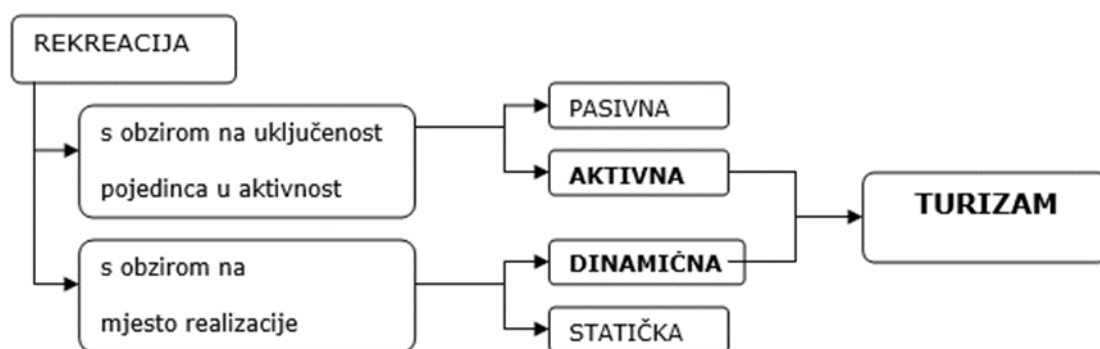 REKREACIJA
s obzirom na uključenost
pojedinca u aktivnost
s obzirom na
mjesto realizacije
PASIVNA
AKTIVNA
DINAMIČNA
STATIČKA
TURIZAM